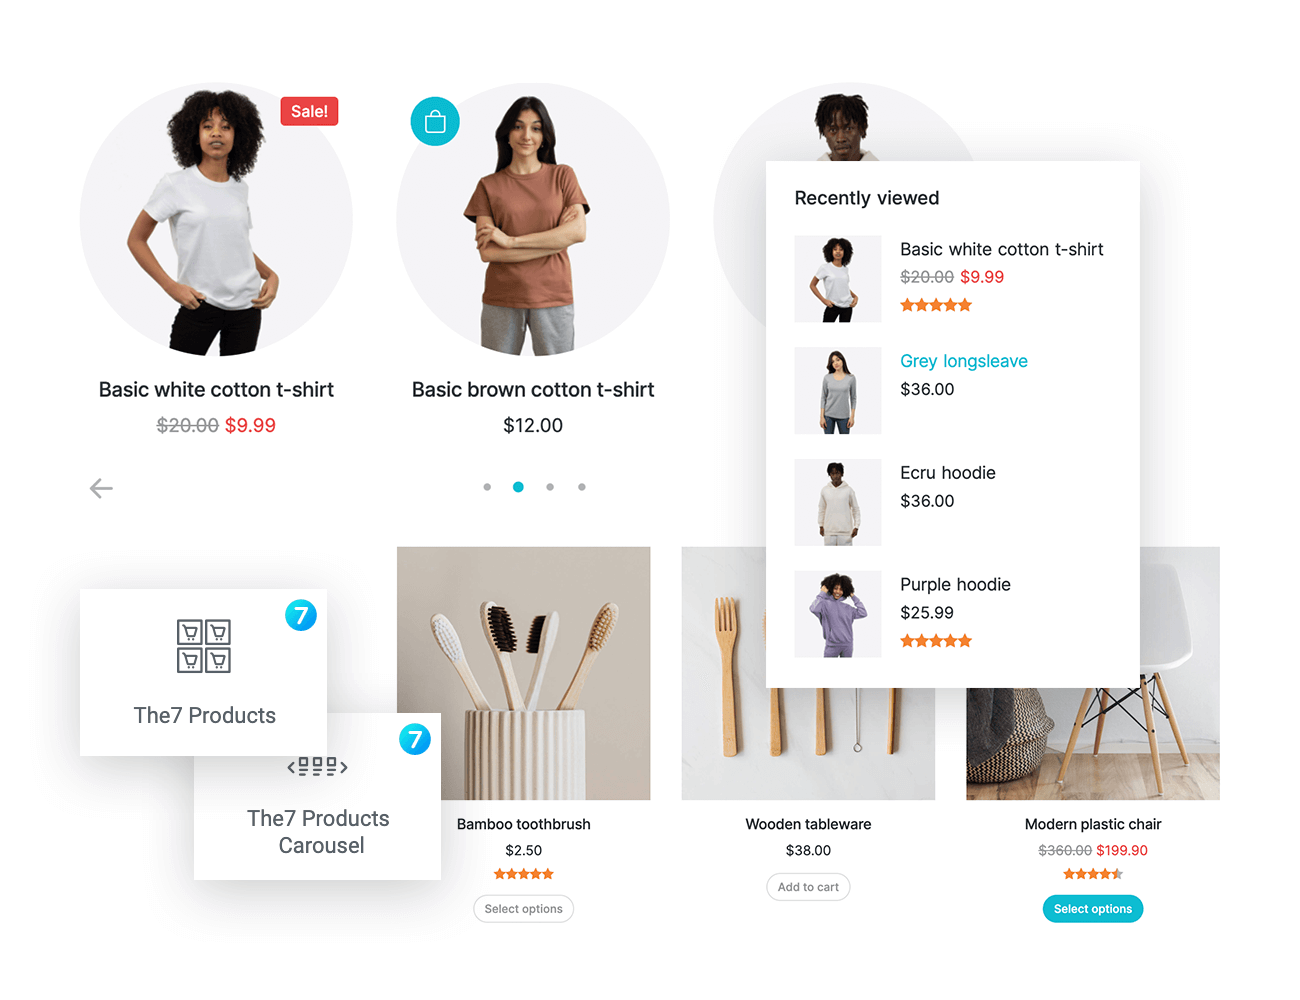 Sale!
Basic white cotton t-shirt
$20.00 $9.99
Basic brown cotton t-shirt
$12.00
Recently viewed
Basic white cotton t-shirt
$20.00 $9.99
Grey longsleave
$36.00
Ecru hoodie
$36.00
Purple hoodie
$25.99
7
The7 Products
7
The7 Products
Carousel
Bamboo toothbrush
$2.50
Select options
Wooden tableware
$38.00
Add to cart
Modern plastic chair
$360.00 $199.90
Select options